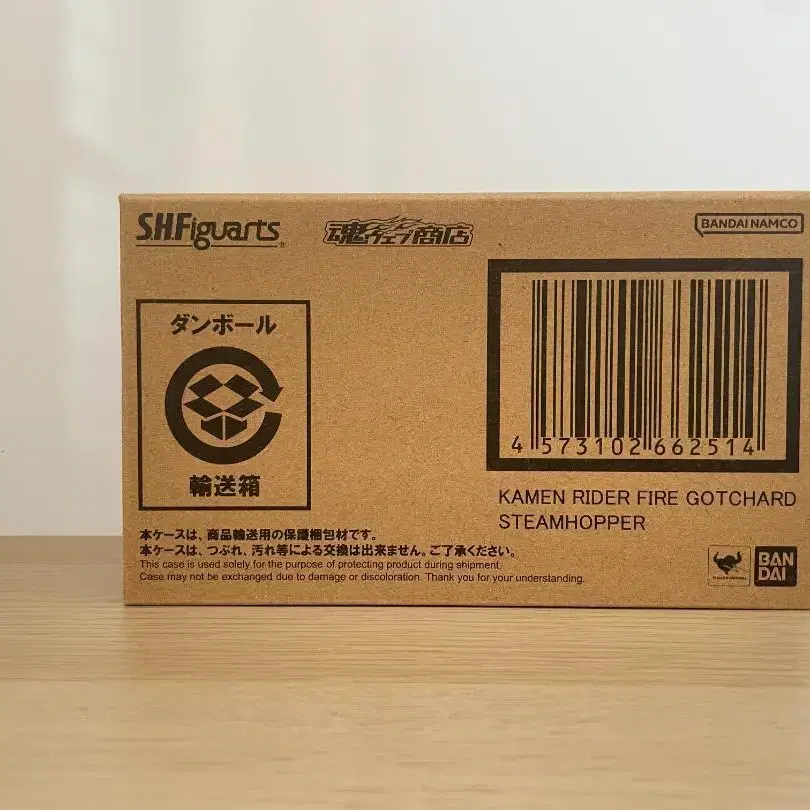 S.H.Figuarts
魂ウェブ商店
BANDAI NAMCO
ダンボール
輸送箱
4 573102 662514
KAMEN RIDER FIRE GOTCHARD
STEAMHOPPER
本ケースは、商品輸送用の保護梱包材です。
本ケースは、つぶれ、汚れ等による交換は出来ません。ご了承ください。
This case is used solely for the purpose of protecting product during shipment.
Case may not be exchanged due to damage or discoloration. Thank you for your understanding.
BAN
DAI